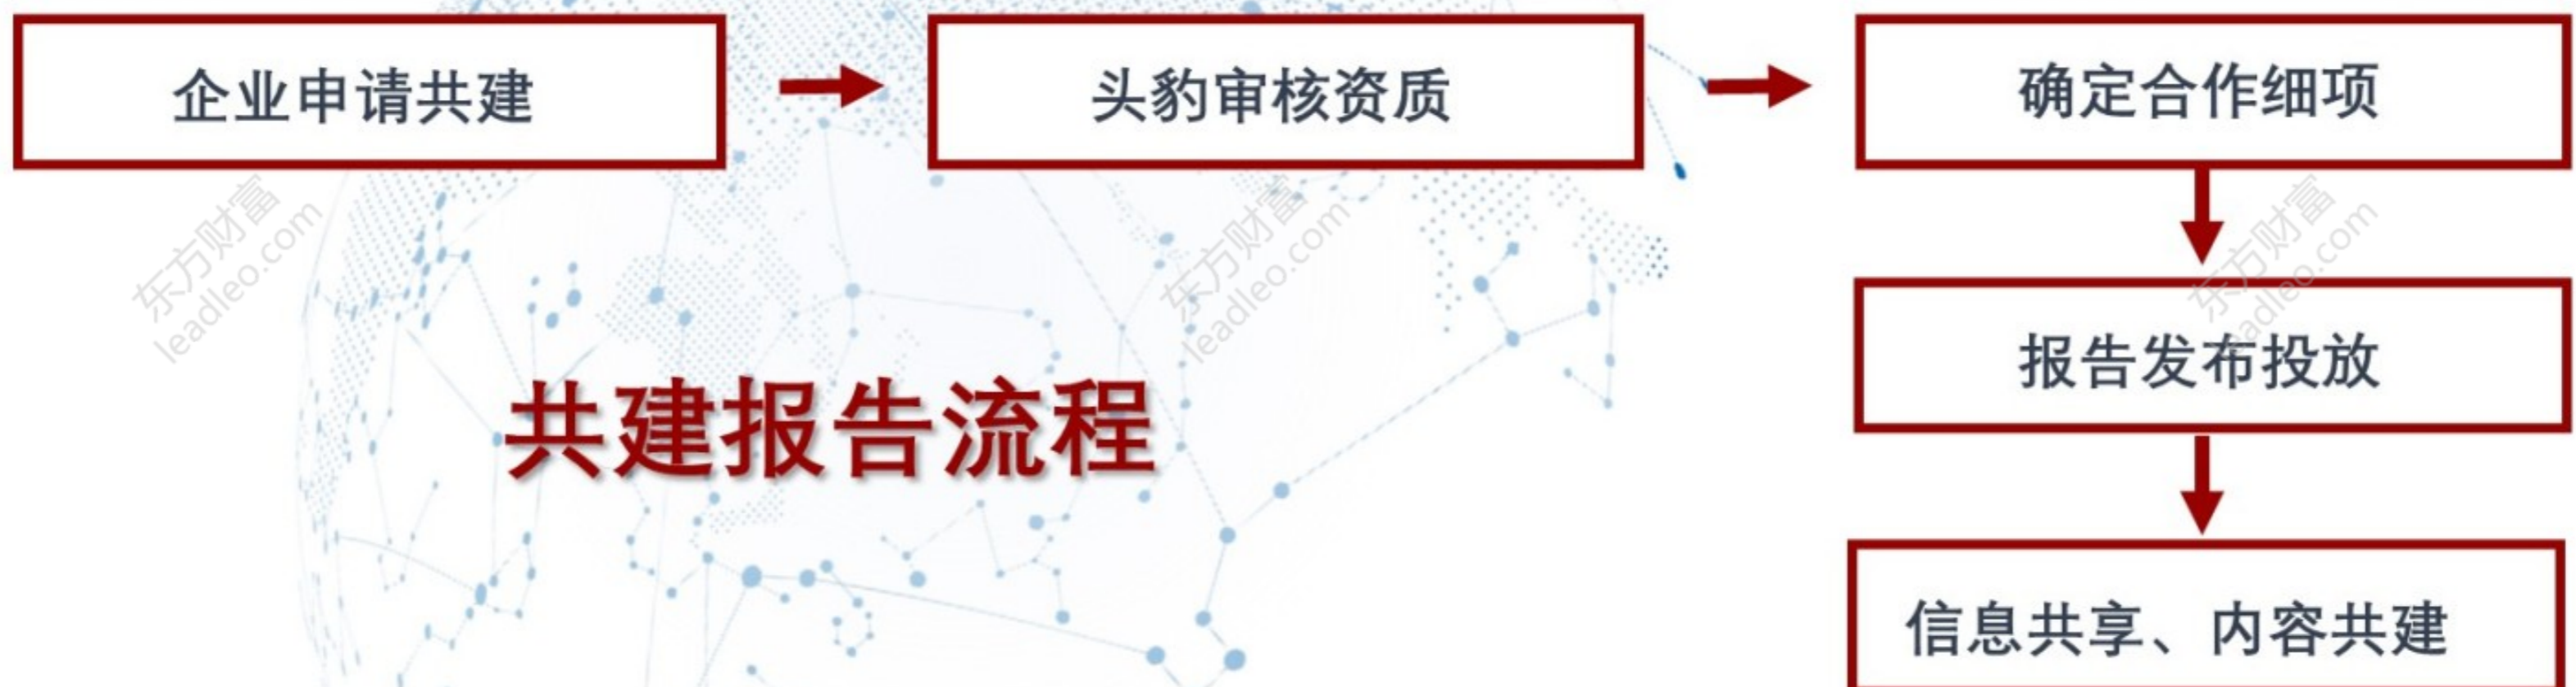 企业申请共建
头豹审核资质
确定合作细项
东方财富
leadleo.com
东方财富
leadleo.com
东方财富
leadleo.com
报告发布投放
共建报告流程
信息共享、内容共建